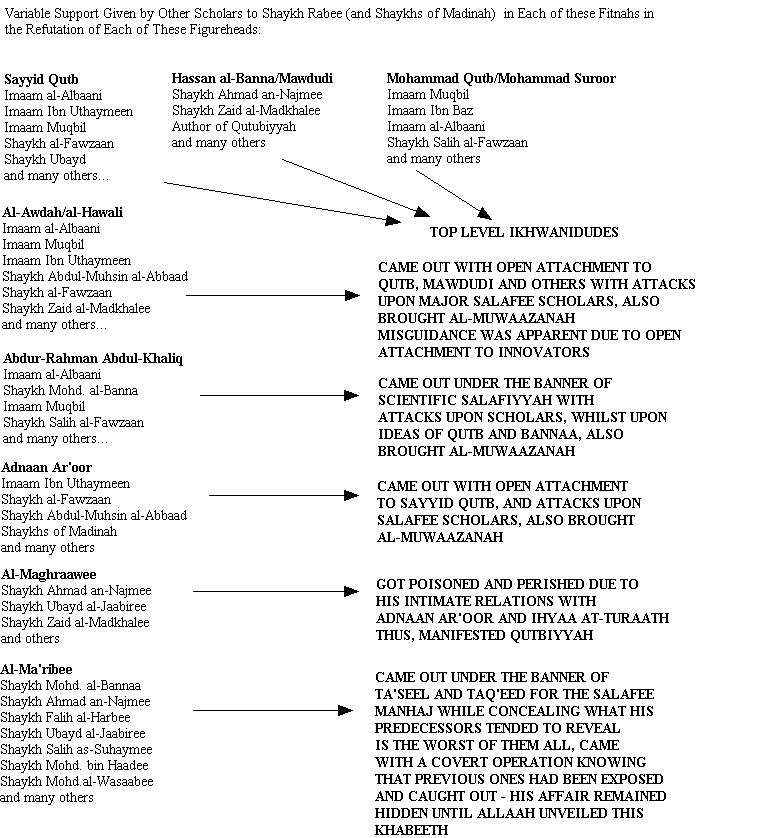 Variable Support Given by Other Scholars to Shaykh Rabee (and Shaykhs of Madinah)  in Each of these Fitnahs in
the Refutation of Each of These Figureheads:
Sayyid Qutb
Imaam al-Albaani
Imaam Ibn Uthaymeen
Imaam Muqbil
Shaykh al-Fawzaan
Shaykh Ubayd
and many others...
Hassan al-Banna/Mawdudi
Shaykh Ahmad an-Najmee
Shaykh Zaid al-Madkhalee
Author of Qutubiyyah
and many others
Mohammad Qutb/Mohammad Suroor
Imaam Muqbil
Imaam Ibn Baz
Imaam al-Albaani
Shaykh Salih al-Fawzaan
and many others
TOP LEVEL IKHWANIDUDES
Al-Awdah/al-Hawali
Imaam al-Albaani
Imaam Muqbil
Imaam Ibn Uthaymeen
Shaykh Abdul-Muhsin al-Abbaad
Shaykh al-Fawzaan
Shaykh Zaid al-Madkhalee
and many others...
CAME OUT WITH OPEN ATTACHMENT TO
QUTB, MAWDUDI AND OTHERS WITH ATTACKS
UPON MAJOR SALAFEE SCHOLARS, ALSO
BROUGHT AL-MUWAAZANAH
MISGUIDANCE WAS APPARENT DUE TO OPEN
ATTACHMENT TO INNOVATORS
Abdur-Rahman Abdul-Khaliq
Imaam al-Albaani
Shaykh Mohd. al-Banna
Imaam Muqbil
Shaykh Salih al-Fawzaan
and many others...
CAME OUT UNDER THE BANNER OF
SCIENTIFIC SALAFIYYAH WITH
ATTACKS UPON SCHOLARS, WHILST UPON
IDEAS OF QUTB AND BANNAA, ALSO
BROUGHT AL-MUWAAZANAH
Adnaan Ar'oor
Imaam Ibn Uthaymeen
Shaykh al-Fawzaan
Shaykh Abdul-Muhsin al-Abbaad
Shaykhs of Madinah
and many others
CAME OUT WITH OPEN ATTACHMENT
TO SAYYID QUTB, AND ATTACKS UPON
SALAFEE SCHOLARS, ALSO BROUGHT
AL-MUWAAZANAH
Al-Maghraawee
Shaykh Ahmad an-Najmee
Shaykh Ubayd al-Jaabiree
Shaykh Zaid al-Madkhalee
and others
GOT POISONED AND PERISHED DUE TO
HIS INTIMATE RELATIONS WITH
ADNAAN AR'OOR AND IHYAA AT-TURAATH
THUS, MANIFESTED QUTBIYYAH
Al-Ma'ribee
Shaykh Mohd. al-Bannaa
Shaykh Ahmad an-Najmee
Shaykh Falih al-Harbee
Shaykh Ubayd al-Jaabiree
Shaykh Salih as-Suhaymee
Shaykh Mohd. bin Haadee
Shaykh Mohd.al-Wasaabee
and many others
CAME OUT UNDER THE BANNER OF
TA'SEEL AND TAQ'EED FOR THE SALAFEE
MANHAJ WHILE CONCEALING WHAT HIS
PREDECESSORS TENDED TO REVEAL
IS THE WORST OF THEM ALL, CAME
WITH A COVERT OPERATION KNOWING
THAT PREVIOUS ONES HAD BEEN EXPOSED
AND CAUGHT OUT - HIS AFFAIR REMAINED
HIDDEN UNTIL ALLAAH UNVEILED THIS
KHABEETH